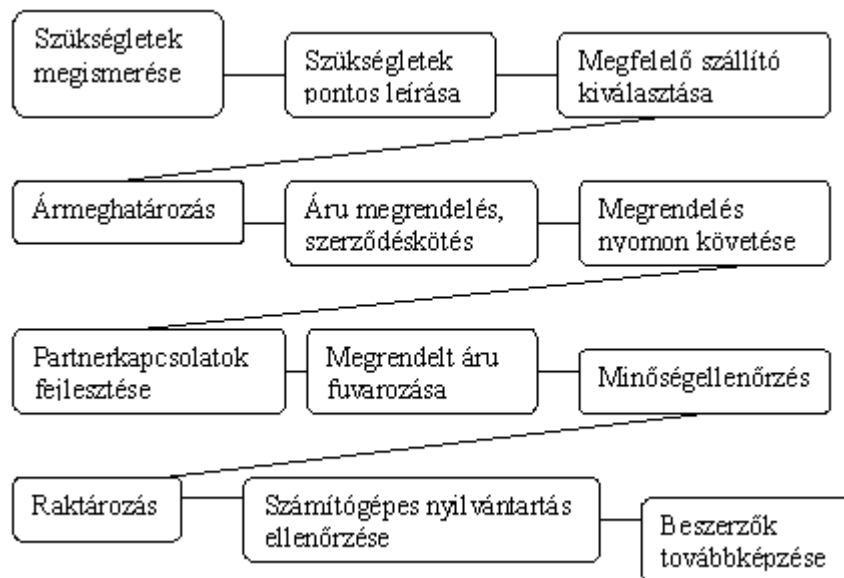 Szükségletek
megismerése
Szükségletek
pontos leírása
Megfelelő szállító
kiválasztása
Ármeghatározás
Áru megrendelés,
szerződéskötés
Megrendelés
nyomon követése
Partnerkapcsolatok
fejlesztése
Megrendelt áru
fuvarozása
Minőségellenőrzés
Raktározás
Számítógépes nyilvántartás
ellenőrzése
Beszerzők
továbbképzése